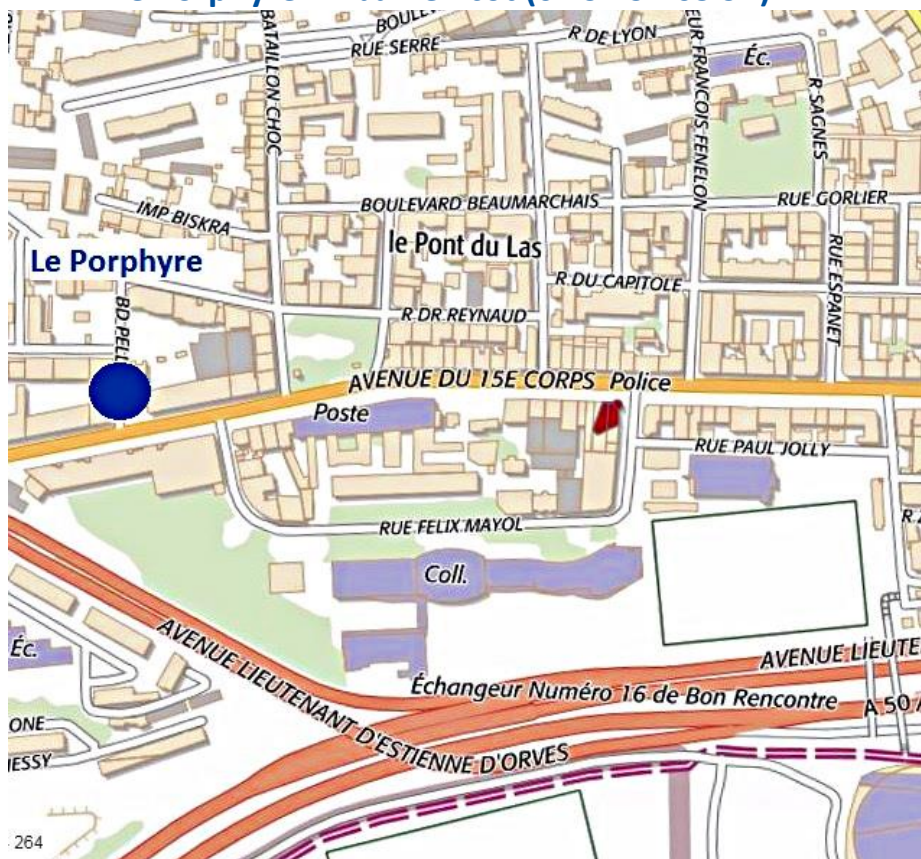 BOULEV
RUE SERRE
R DE LYON
BATAILLON CHOC
EUR FRANCOIS FENELON
Éc.
R SAGNES
IMP BISKRA
BOULEVARD BEAUMARCHAIS
RUE GORLIER
le Pont du Las
Le Porphyre
R DU CAPITOLE
RUE ESPANET
BD PELL
R DR REYNAUD
AVENUE DU 15E CORPS
Police
Poste
RUE PAUL JOLLY
RUE FELIX MAYOL
Coll.
Éc.
AVENUE LIEUTENANT D'ESTIENNE D'ORVES
AVENUE LIEUTE
Échangeur Numéro 16 de Bon Rencontre
A 50
ONE
ESSY
264